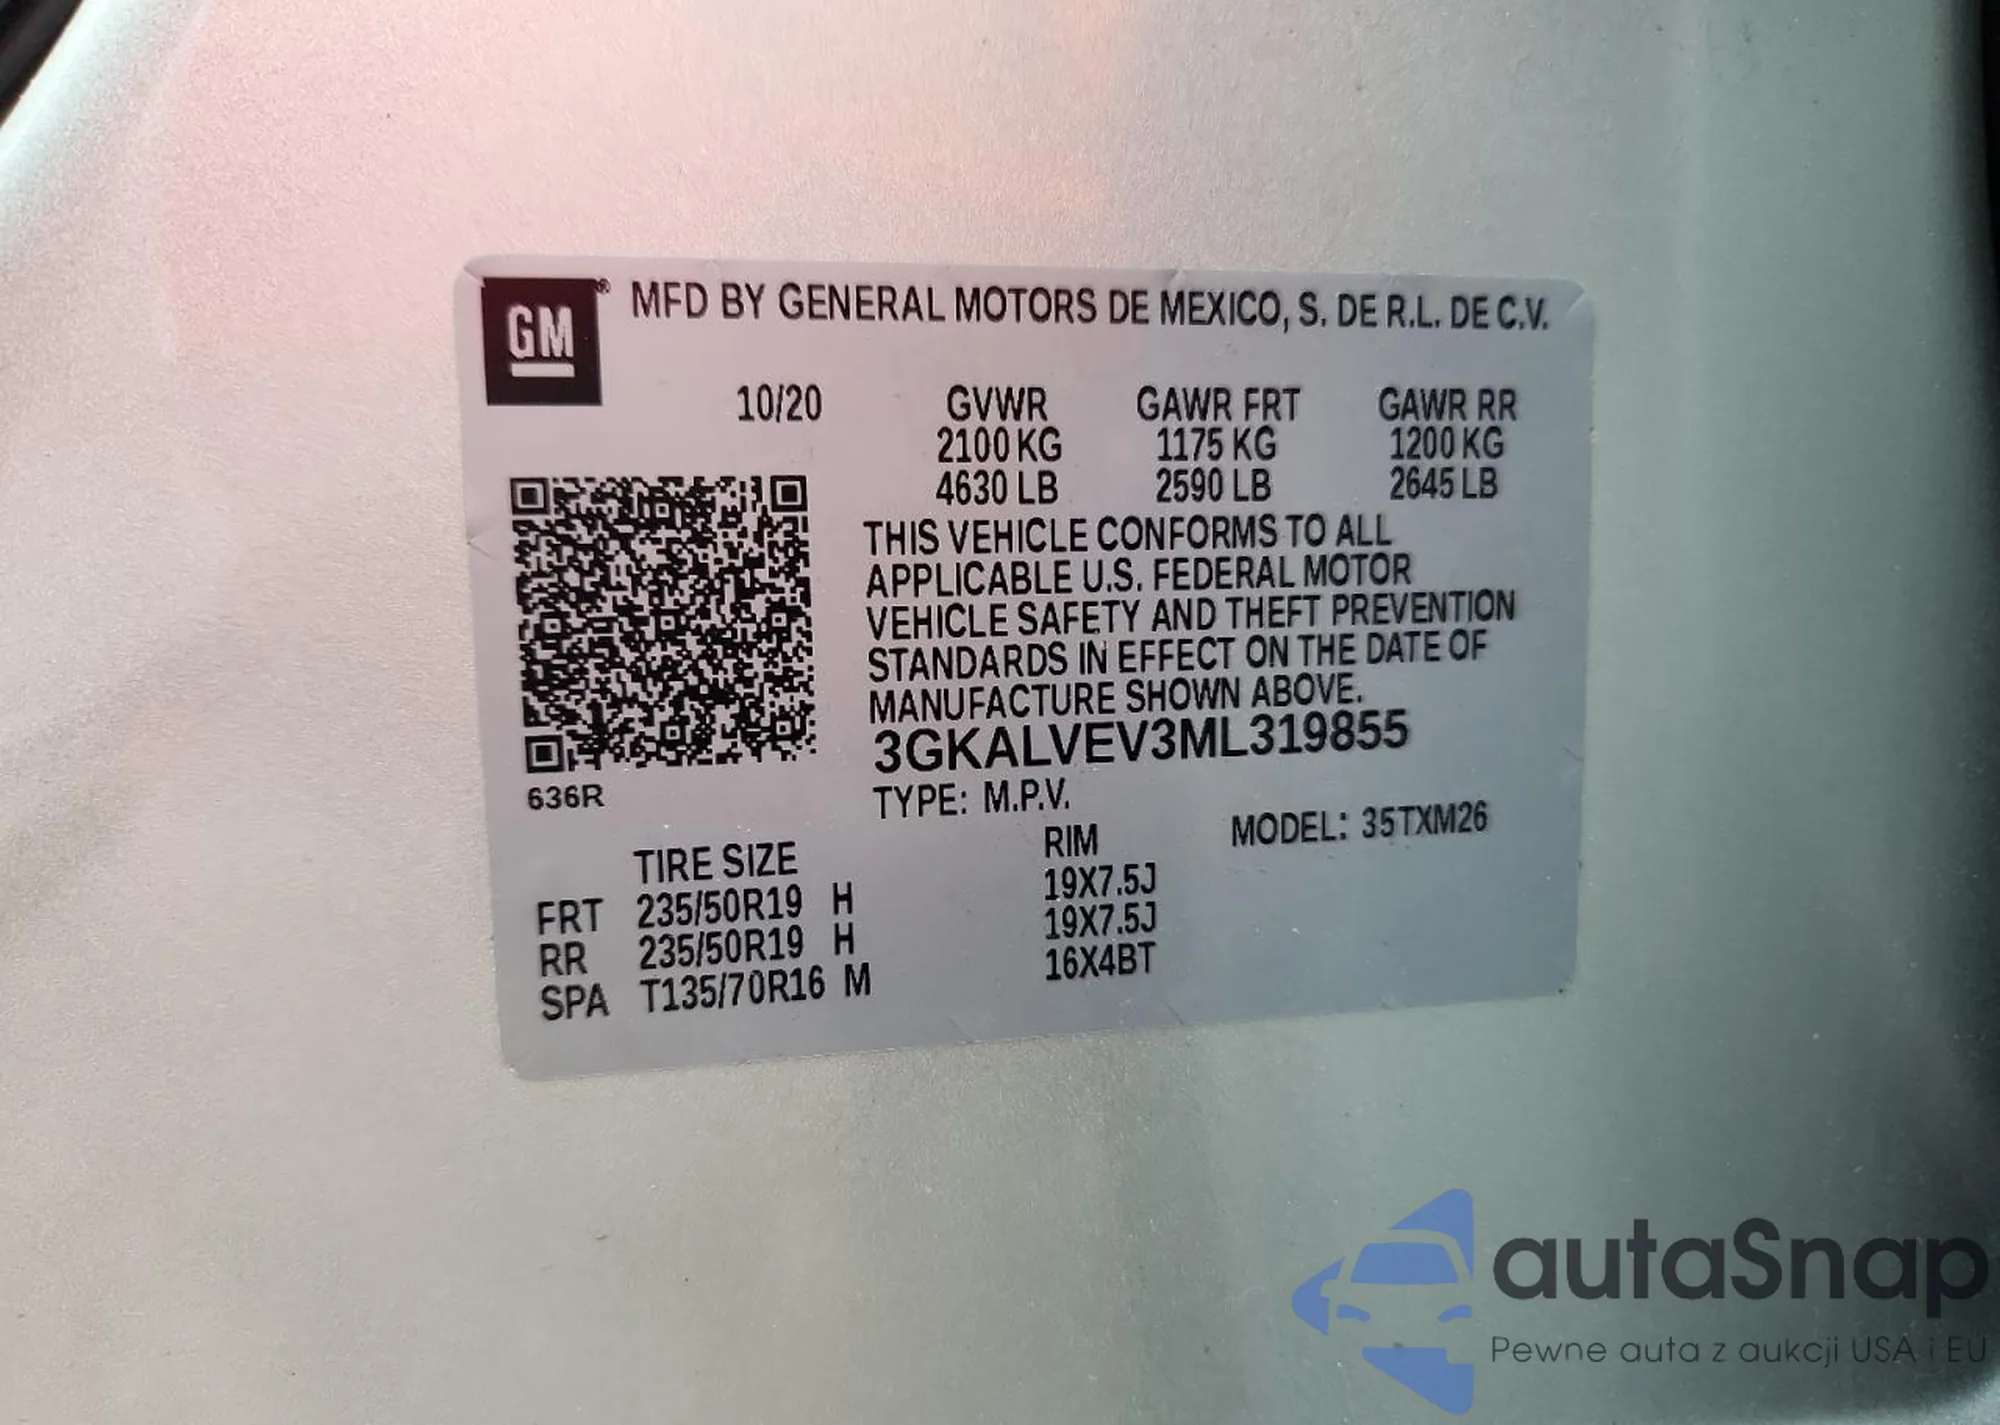 GM® MFD BY GENERAL MOTORS DE MEXICO, S. DE R.L. DE C.V.
10/20 GVWR GAWR FRT GAWR RR
2100 KG 1175 KG 1200 KG
4630 LB 2590 LB 2645 LB
THIS VEHICLE CONFORMS TO ALL
APPLICABLE U.S. FEDERAL MOTOR
VEHICLE SAFETY AND THEFT PREVENTION
STANDARDS IN EFFECT ON THE DATE OF
MANUFACTURE SHOWN ABOVE.
3GKALVEV3ML319855
636R
TYPE: M.P.V. MODEL: 35TXM26
TIRE SIZE RIM
FRT 235/50R19 H 19X7.5J
RR 235/50R19 H 19X7.5J
SPA T135/70R16 M 16X4BT
autaSnap
Pewne auta z aukcji USA i EU